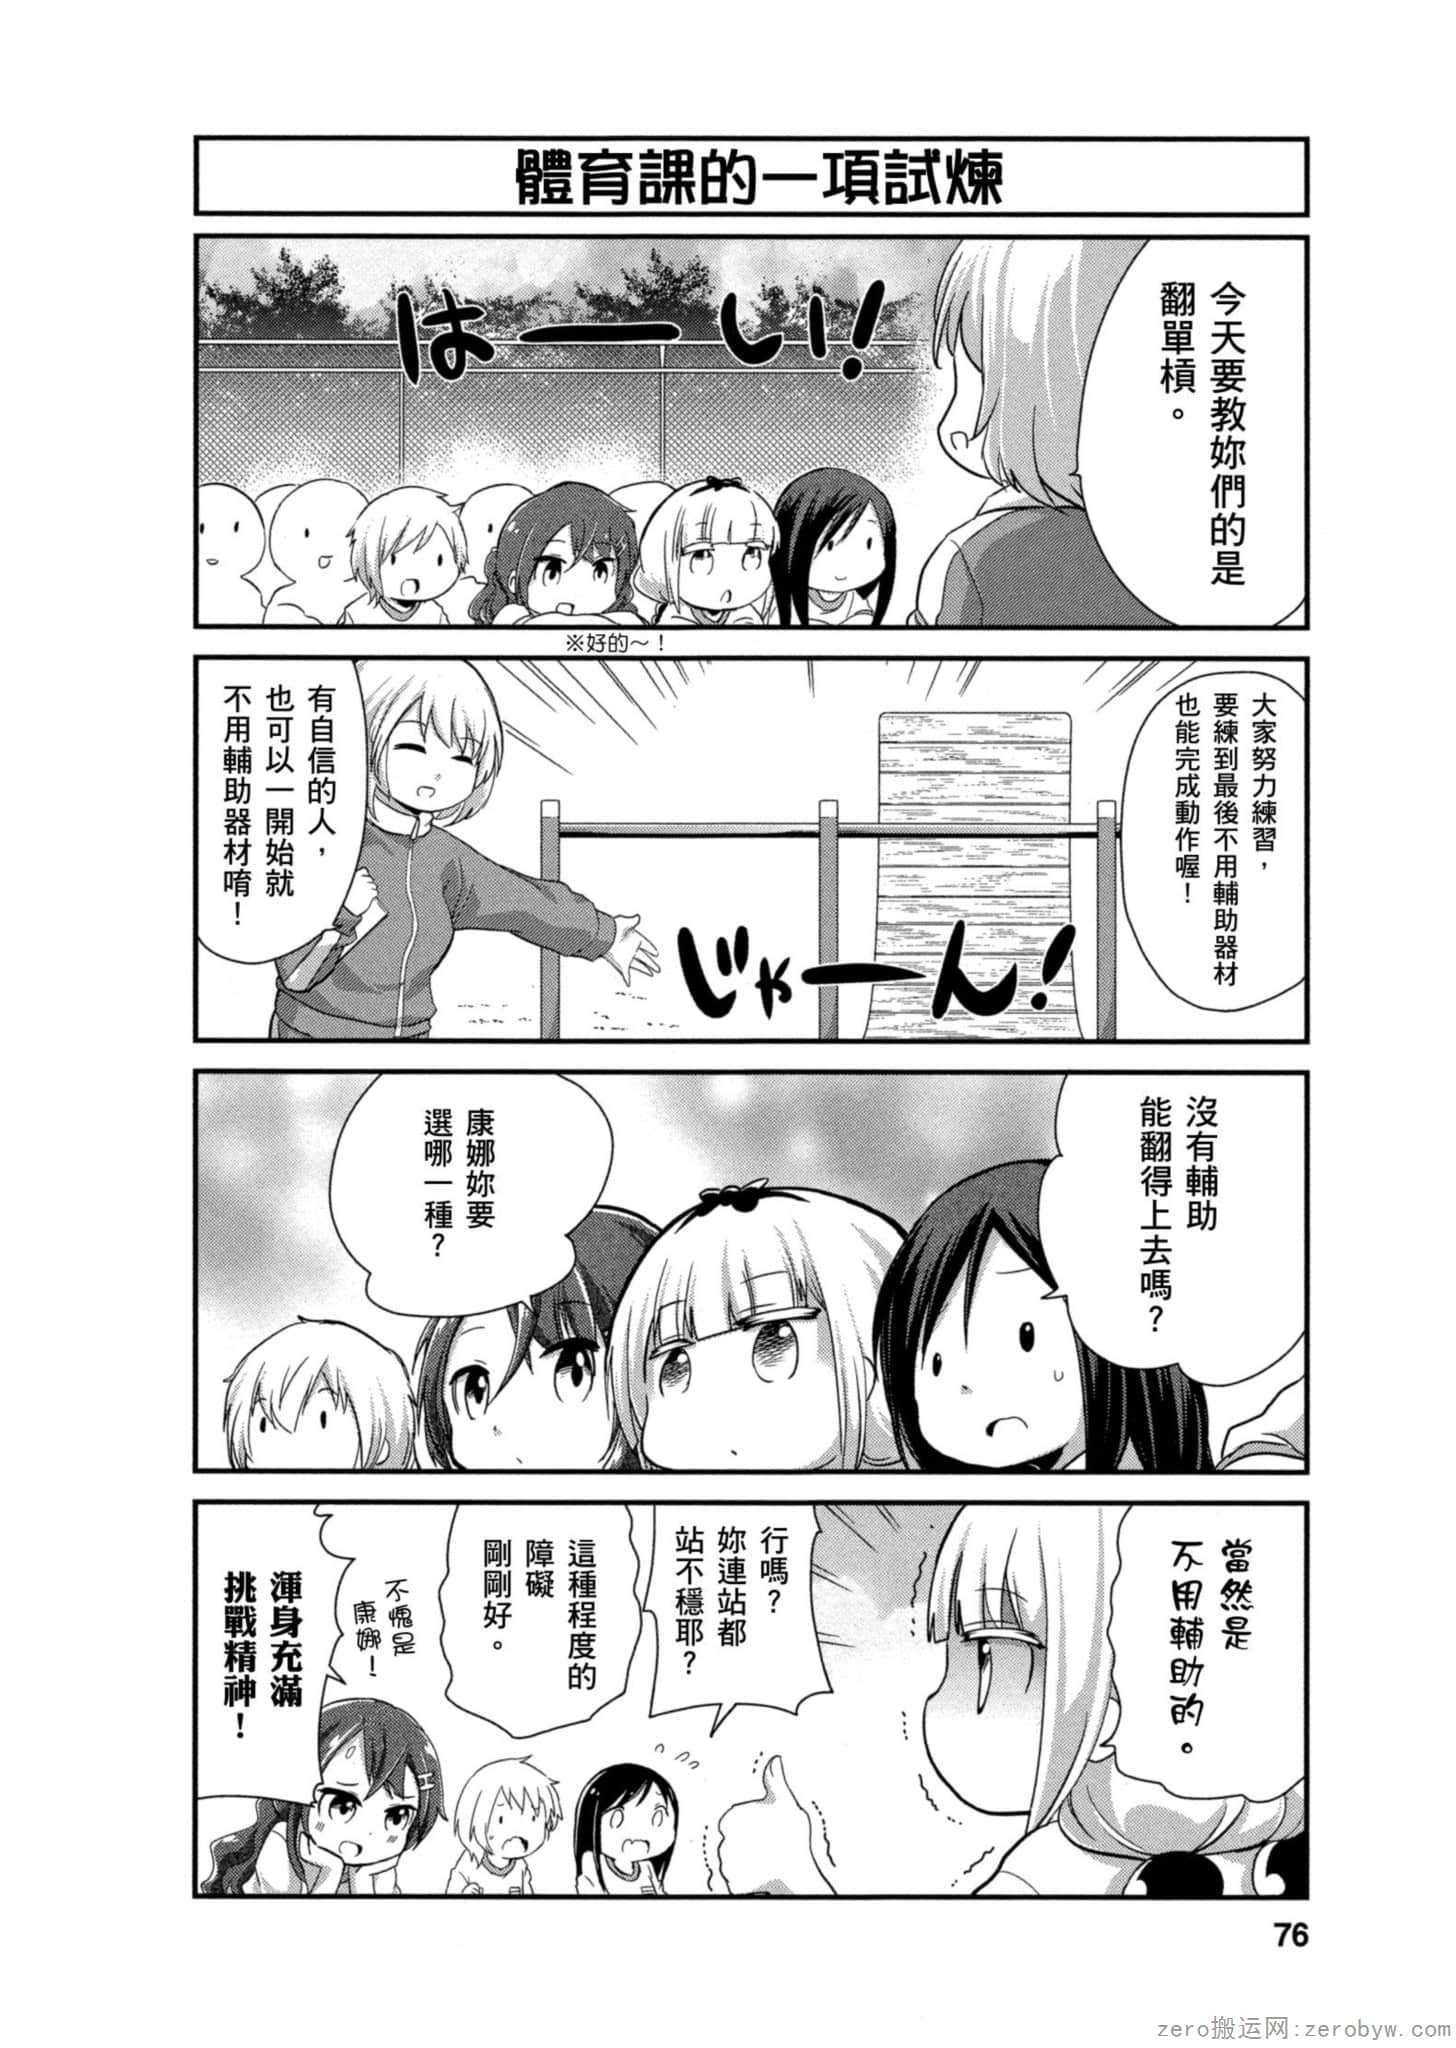 體育課的一項試煉
今天要教妳們的是
翻單槓。
はーい!
※好的～！
大家努力練習，
要練到最後不用輔助器材
也能完成動作喔！
じゃーん!
有自信的人，
也可以一開始就
不用輔助器材唷！
沒有輔助
能翻得上去嗎？
康娜妳要
選哪一種？
當然是
不用輔助的。
行嗎？
妳連站都
站不穩耶？
這種程度的
障礙
剛剛好。
不愧是
康娜！
渾身充滿
挑戰精神！
76
zero搬运网:zerobyw.com